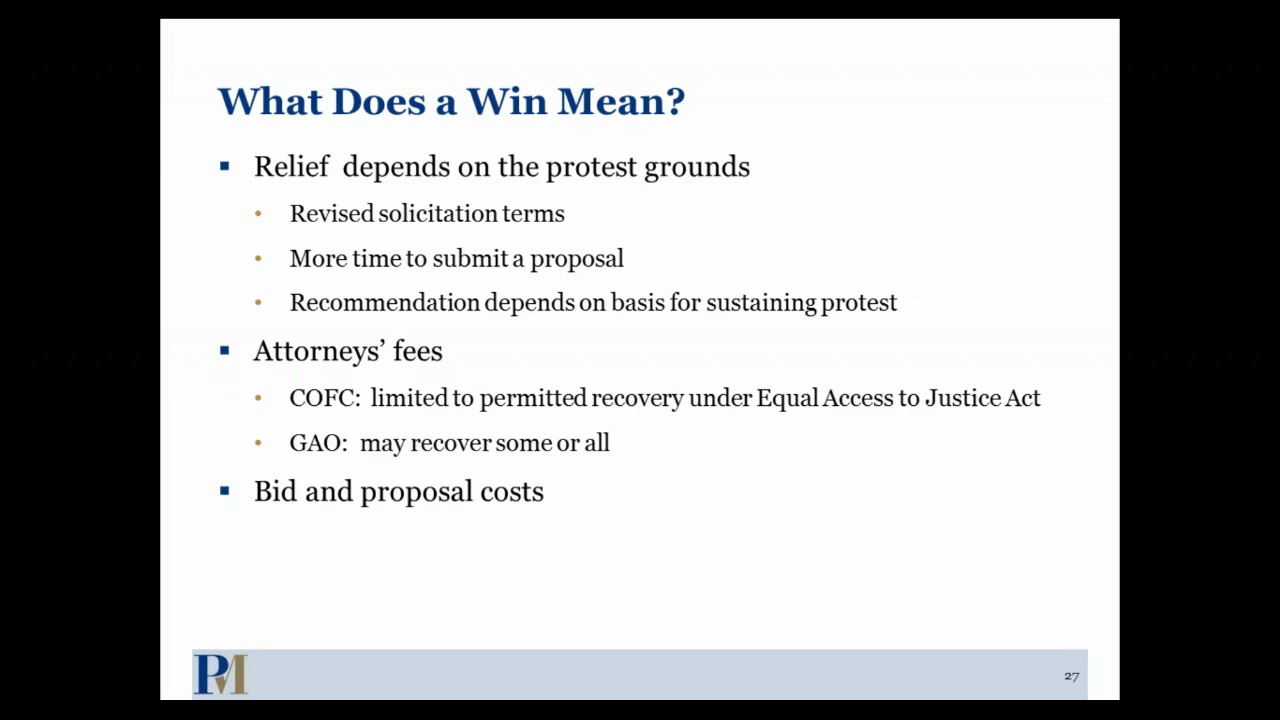 What Does a Win Mean?
Relief depends on the protest grounds
Revised solicitation terms
More time to submit a proposal
Recommendation depends on basis for sustaining protest
Attorneys’ fees
COFC: limited to permitted recovery under Equal Access to Justice Act
GAO: may recover some or all
Bid and proposal costs
PM
27